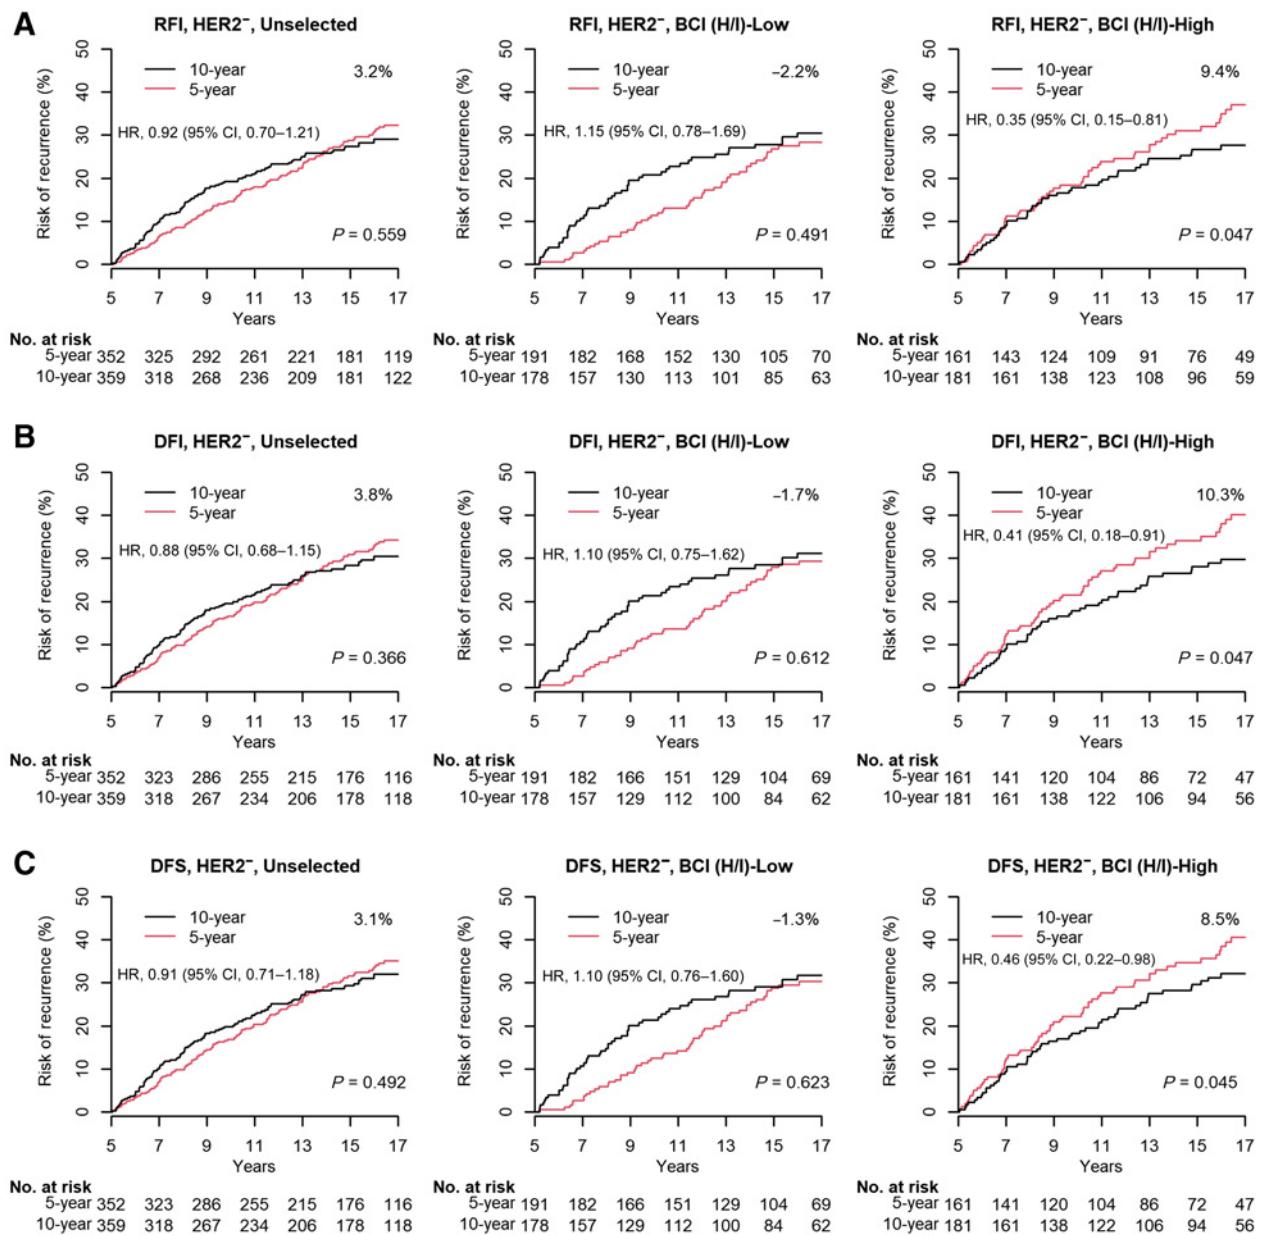 A
RFI, HER2⁻, Unselected
50
40
30
20
10
0
Risk of recurrence (%)
10-year
5-year
3.2%
HR, 0.92 (95% CI, 0.70–1.21)
P = 0.559
5 7 9 11 13 15 17
Years
No. at risk
5-year 352 325 292 261 221 181 119
10-year 359 318 268 236 209 181 122
RFI, HER2⁻, BCI (H/I)-Low
50
40
30
20
10
0
Risk of recurrence (%)
10-year
5-year
–2.2%
HR, 1.15 (95% CI, 0.78–1.69)
P = 0.491
5 7 9 11 13 15 17
Years
No. at risk
5-year 191 182 168 152 130 105 70
10-year 178 157 130 113 101 85 63
RFI, HER2⁻, BCI (H/I)-High
50
40
30
20
10
0
Risk of recurrence (%)
10-year
5-year
9.4%
HR, 0.35 (95% CI, 0.15–0.81)
P = 0.047
5 7 9 11 13 15 17
Years
5-year 161 143 124 109 91 76 49
10-year 181 161 138 123 108 96 59
B
DFI, HER2⁻, Unselected
50
40
30
20
10
0
Risk of recurrence (%)
10-year
5-year
3.8%
HR, 0.88 (95% CI, 0.68–1.15)
P = 0.366
5 7 9 11 13 15 17
Years
No. at risk
5-year 352 323 286 255 215 176 116
10-year 359 318 267 234 206 178 118
DFI, HER2⁻, BCI (H/I)-Low
50
40
30
20
10
0
Risk of recurrence (%)
10-year
5-year
–1.7%
HR, 1.10 (95% CI, 0.75–1.62)
P = 0.612
5 7 9 11 13 15 17
Years
No. at risk
5-year 191 182 166 151 129 104 69
10-year 178 157 129 112 100 84 62
DFI, HER2⁻, BCI (H/I)-High
50
40
30
20
10
0
Risk of recurrence (%)
10-year
5-year
10.3%
HR, 0.41 (95% CI, 0.18–0.91)
P = 0.047
5 7 9 11 13 15 17
Years
No. at risk
5-year 161 141 120 104 86 72 47
10-year 181 161 138 122 106 94 56
C
DFS, HER2⁻, Unselected
50
40
30
20
10
0
Risk of recurrence (%)
10-year
5-year
3.1%
HR, 0.91 (95% CI, 0.71–1.18)
P = 0.492
5 7 9 11 13 15 17
Years
No. at risk
5-year 352 323 286 255 215 176 116
10-year 359 318 267 234 206 178 118
DFS, HER2⁻, BCI (H/I)-Low
50
40
30
20
10
0
Risk of recurrence (%)
10-year
5-year
–1.3%
HR, 1.10 (95% CI, 0.76–1.60)
P = 0.623
5 7 9 11 13 15 17
Years
No. at risk
5-year 191 182 166 151 129 104 69
10-year 178 157 129 112 100 84 62
DFS, HER2⁻, BCI (H/I)-High
50
40
30
20
10
0
Risk of recurrence (%)
10-year
5-year
8.5%
HR, 0.46 (95% CI, 0.22–0.98)
P = 0.045
5 7 9 11 13 15 17
Years
No. at risk
5-year 161 141 120 104 86 72 47
10-year 181 161 138 122 106 94 56